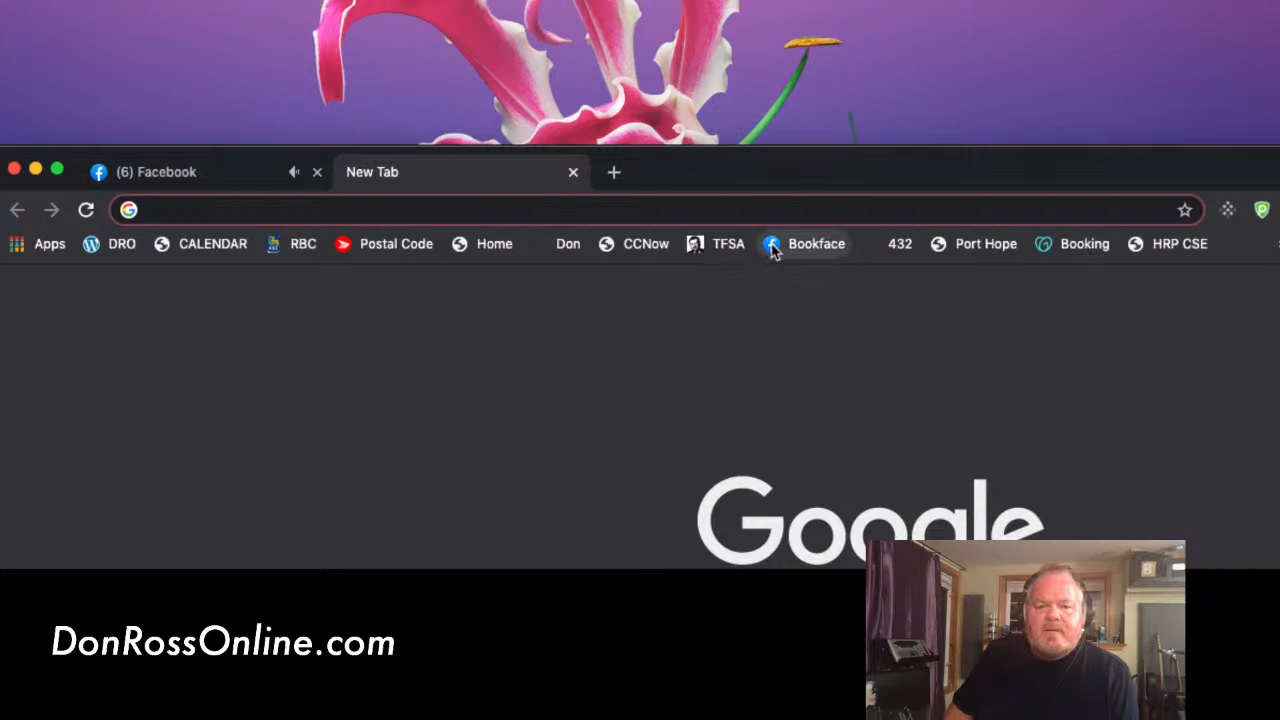 (6) Facebook New Tab
Apps DRO CALENDAR RBC Postal Code Home Don CCNow TFSA Bookface 432 Port Hope Booking HRP CSE
Google
DonRossOnline.com